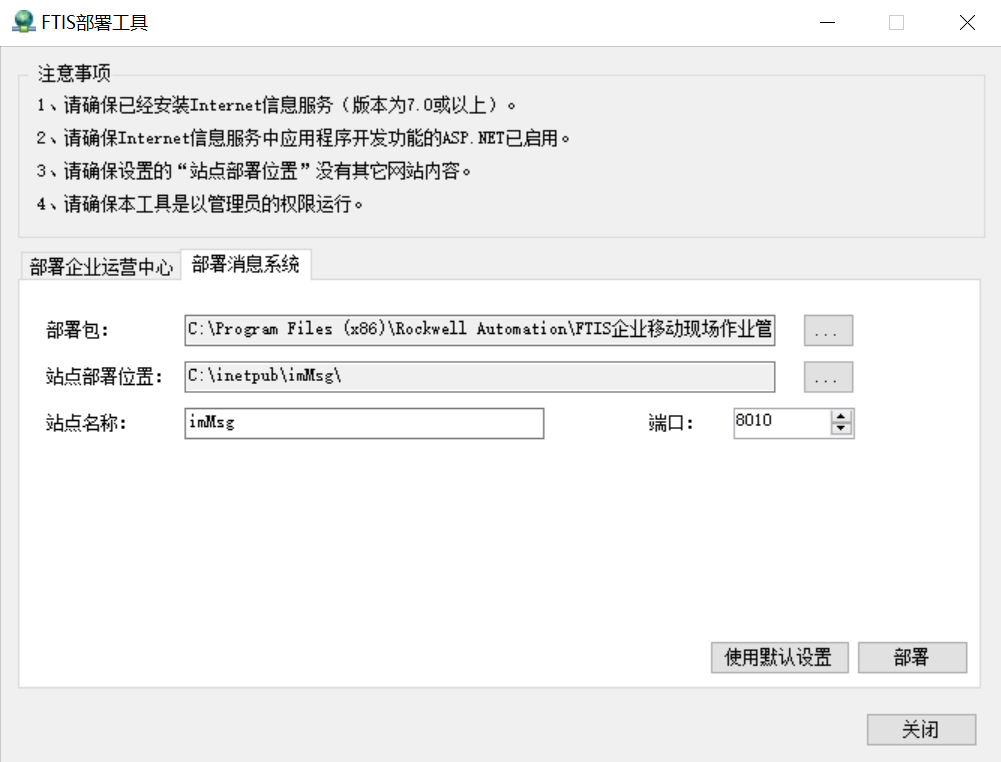 FTIS部署工具
注意事项
1、请确保已经安装Internet信息服务（版本为7.0或以上）。
2、请确保Internet信息服务中应用程序开发功能的ASP.NET已启用。
3、请确保设置的“站点部署位置”没有其它网站内容。
4、请确保本工具是以管理员的权限运行。
部署企业运营中心 部署消息系统
部署包： C:\Program Files (x86)\Rockwell Automation\FTIS企业移动现场作业管 ...
站点部署位置： C:\inetpub\imMsg\ ...
站点名称： imMsg 端口： 8010
使用默认设置 部署
关闭